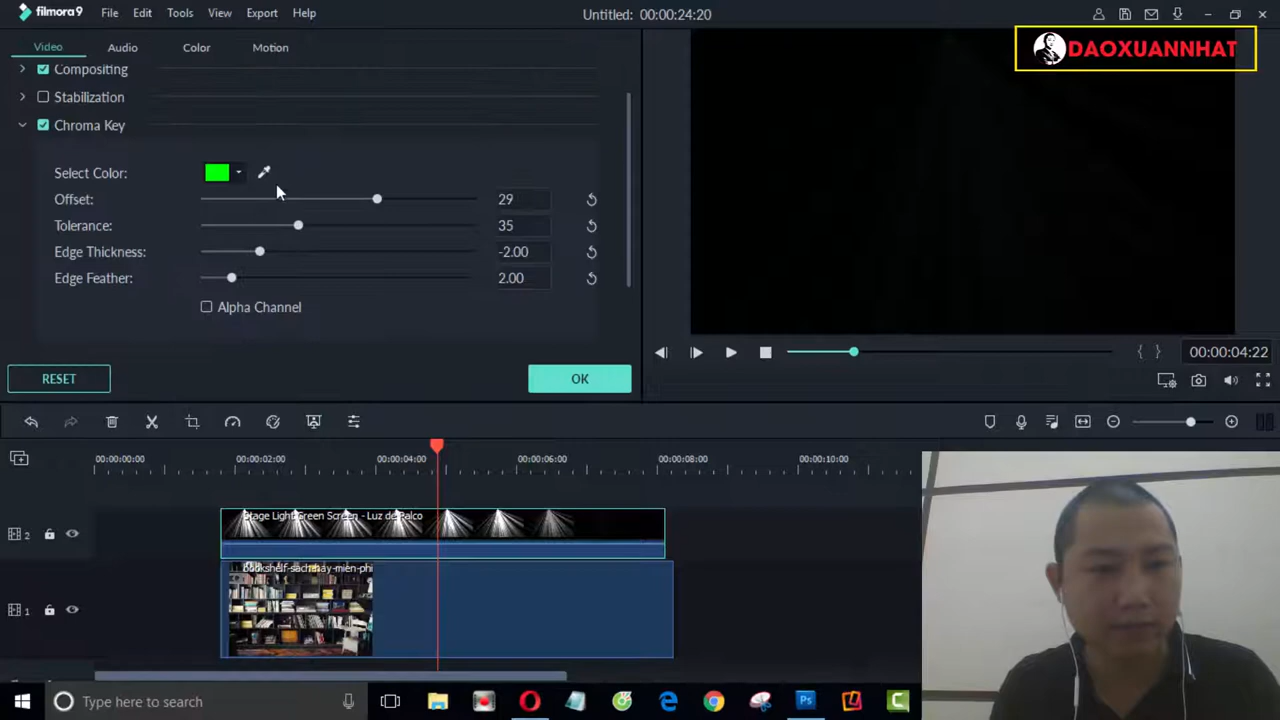 filmora 9 File Edit Tools View Export Help Untitled: 00:00:24:20
DAOXUANNHAT
Video Audio Color Motion
Compositing
Stabilization
Chroma Key
Select Color:
Offset: 29
Tolerance: 35
Edge Thickness: -2.00
Edge Feather: 2.00
Alpha Channel
RESET OK
{ } 00:00:04:22
00:00:00:00 00:00:02:00 00:00:04:00 00:00:06:00 00:00:08:00 00:00:10:00
Stage Light Green Screen - Luz de Palco
2
bookshelf-sachhay-mien-phi
1
Type here to search
Ps